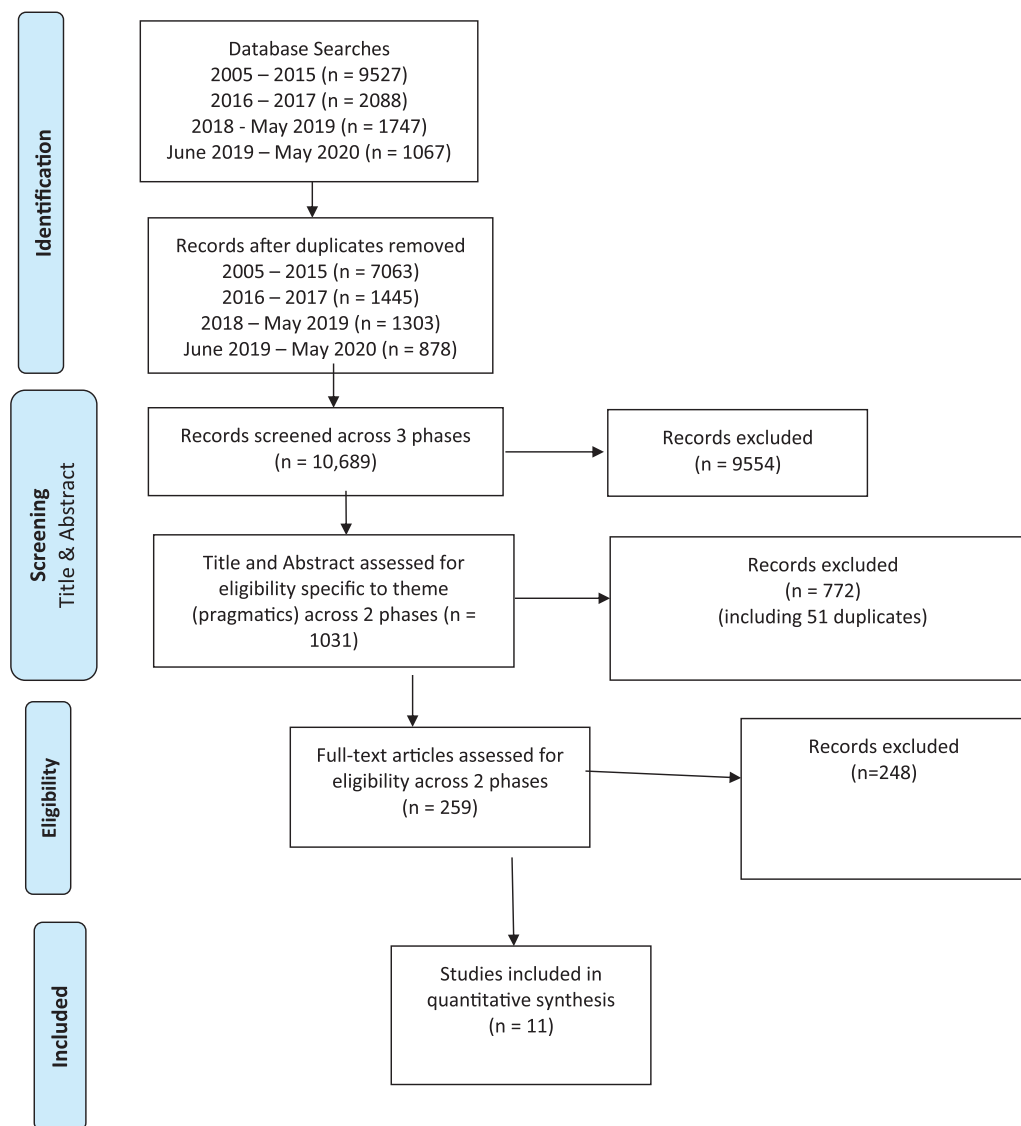 Identification
Database Searches
2005 – 2015 (n = 9527)
2016 – 2017 (n = 2088)
2018 - May 2019 (n = 1747)
June 2019 – May 2020 (n = 1067)
Records after duplicates removed
2005 – 2015 (n = 7063)
2016 – 2017 (n = 1445)
2018 – May 2019 (n = 1303)
June 2019 – May 2020 (n = 878)
Screening
Title & Abstract
Records screened across 3 phases
(n = 10,689)
Records excluded
(n = 9554)
Title and Abstract assessed for
eligibility specific to theme
(pragmatics) across 2 phases (n =
1031)
Records excluded
(n = 772)
(including 51 duplicates)
Eligibility
Full-text articles assessed for
eligibility across 2 phases
(n = 259)
Records excluded
(n=248)
Included
Studies included in
quantitative synthesis
(n = 11)